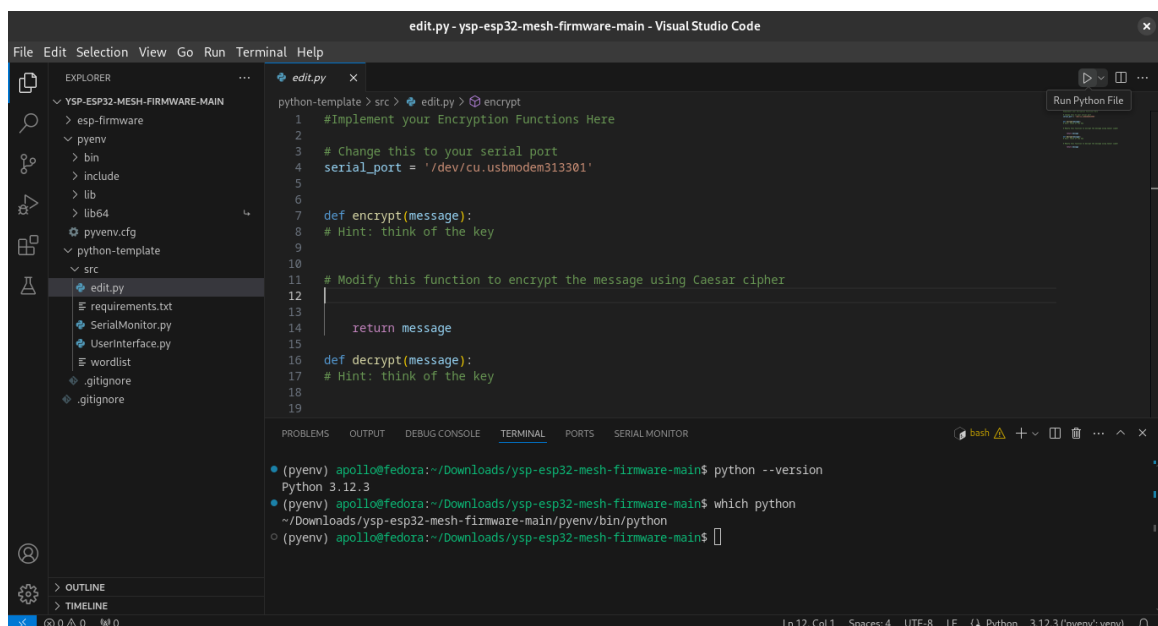 edit.py - ysp-esp32-mesh-firmware-main - Visual Studio Code
File Edit Selection View Go Run Terminal Help
EXPLORER
YSP-ESP32-MESH-FIRMWARE-MAIN
esp-firmware
pyenv
bin
include
lib
lib64
pyvenv.cfg
python-template
src
edit.py
requirements.txt
SerialMonitor.py
UserInterface.py
wordlist
.gitignore
.gitignore
OUTLINE
TIMELINE
edit.py
Run Python File
python-template > src > edit.py > encrypt
1 #Implement your Encryption Functions Here
2
3 # Change this to your serial port
4 serial_port = '/dev/cu.usbmodem313301'
5
6
7 def encrypt(message):
8 # Hint: think of the key
9
10
11 # Modify this function to encrypt the message using Caesar cipher
12
13
14 return message
15
16 def decrypt(message):
17 # Hint: think of the key
18
19
PROBLEMS OUTPUT DEBUG CONSOLE TERMINAL PORTS SERIAL MONITOR
bash
(pyenv) apollo@fedora:~/Downloads/ysp-esp32-mesh-firmware-main$ python --version
Python 3.12.3
(pyenv) apollo@fedora:~/Downloads/ysp-esp32-mesh-firmware-main$ which python
~/Downloads/ysp-esp32-mesh-firmware-main/pyenv/bin/python
(pyenv) apollo@fedora:~/Downloads/ysp-esp32-mesh-firmware-main$
0 0 0 Ln 12, Col 1 Spaces: 4 UTF-8 LF Python 3.12.3 ('pyenv': venv)